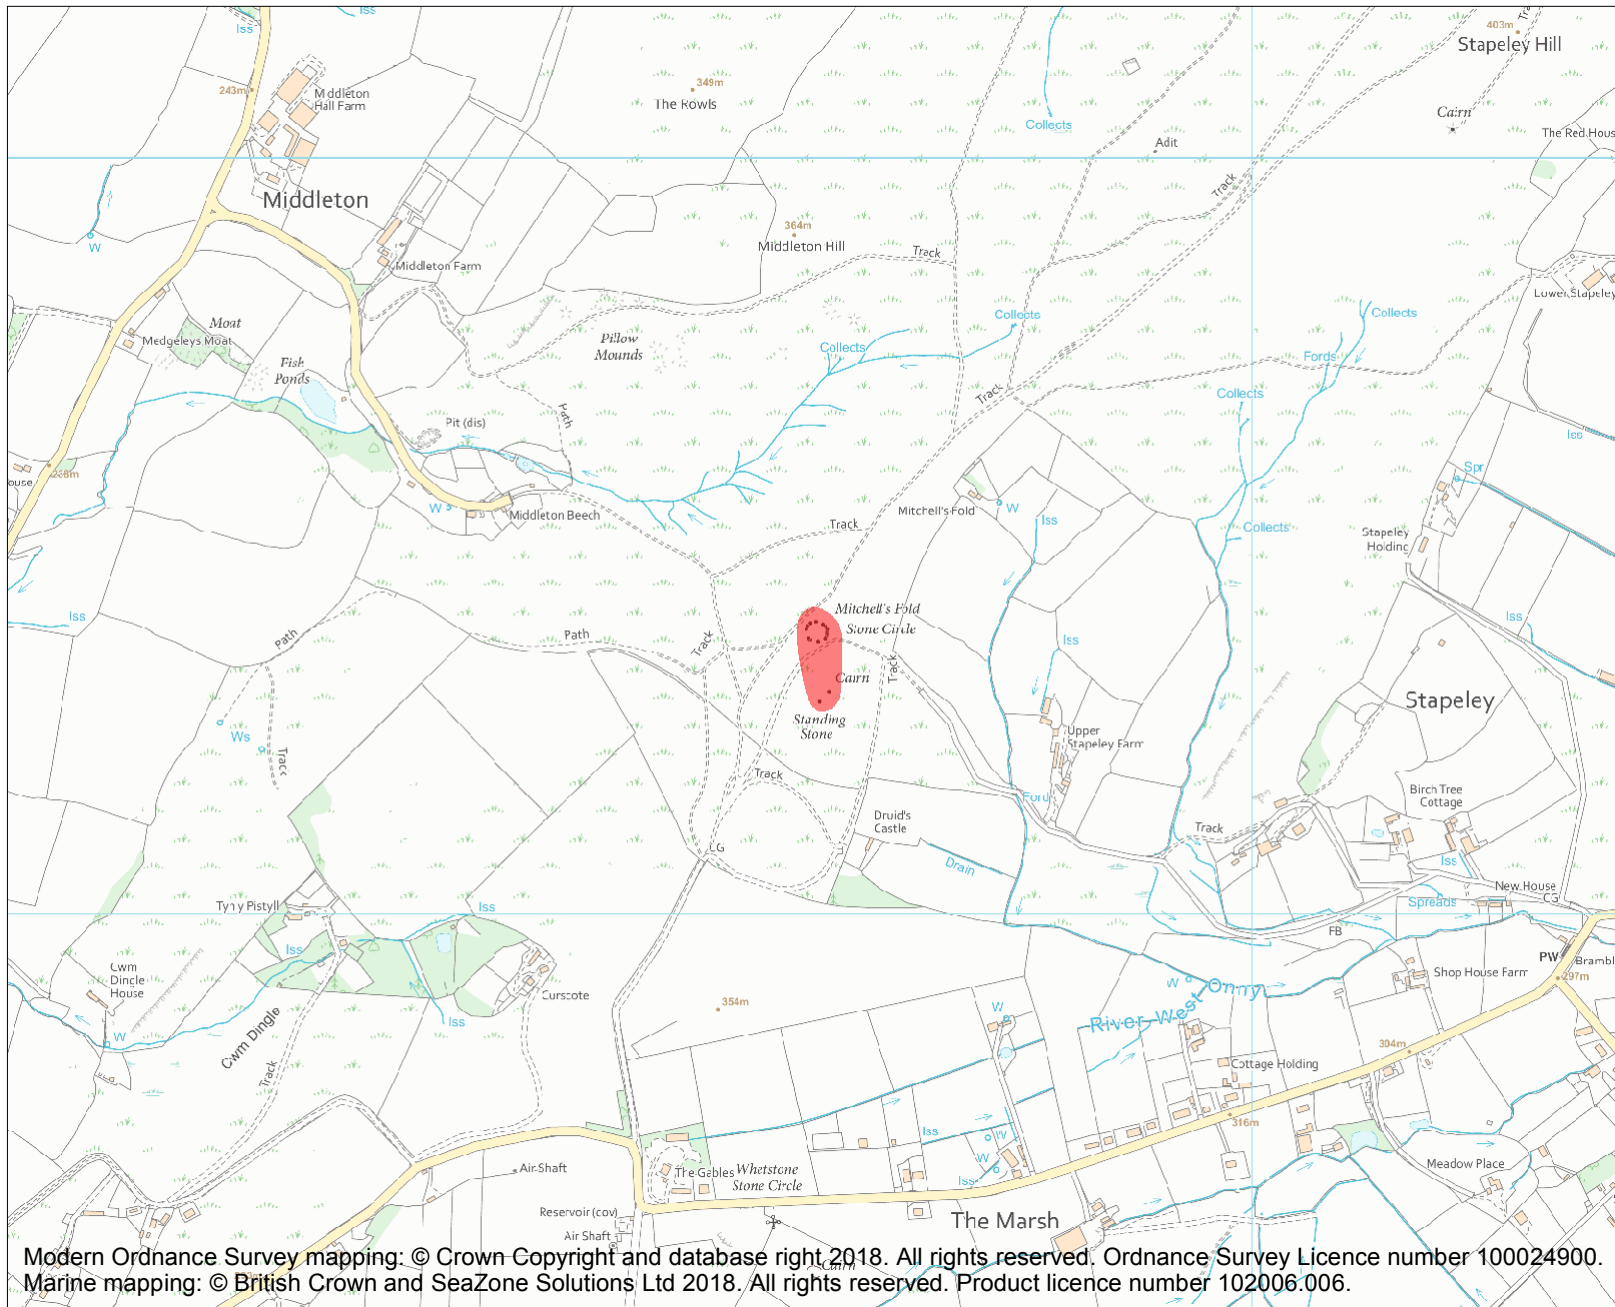 Iss
Iss
403m
Stapeley Hill
349m
The Rowls
243m
Middleton
Hall Farm
Cairn
Collects
The Red Hous
Adit
Middleton
Track
364m
Middleton Hill
W
Track
Middleton Farm
Lower Stapeley
Moat
Medgeleys Moat
Pillow
Mounds
Collects
Collects
Collects
Fords
Fish
Ponds
Track
Collects
Path
Pit (dis)
Iss
Spr
ouse
W
Middleton Beech
Mitchell's Fold
W
Iss
Track
Collects
Stapeley
Holding
Iss
Mitchell's Fold
Stone Circle
Iss
Path
Path
Track
Iss
Track
Cairn
Stapeley
Ws
Standing
Stone
Track
Upper
Stapeley Farm
Track
Ford
Birch Tree
Cottage
Druid's
Castle
Track
CG
Drain
Iss
New House
CG
Spreads
Ty'n y Pistyll
Iss
Iss
FB
PW
Brambl
Cwm
Dingle
House
Curscote
Shop House Farm
297m
W
354m
Iss
W
River West Onny
W
Cwm Dingle
304m
Cottage Holding
Track
Iss
W
316m
W
Iss
Air Shaft
The Gables
Whetstone
Stone Circle
Meadow Place
Reservoir (cov)
The Marsh
Air Shaft
Cairn
Modern Ordnance Survey mapping: © Crown Copyright and database right 2018. All rights reserved. Ordnance Survey Licence number 100024900.
Marine mapping: © British Crown and SeaZone Solutions Ltd 2018. All rights reserved. Product licence number 102006.006.